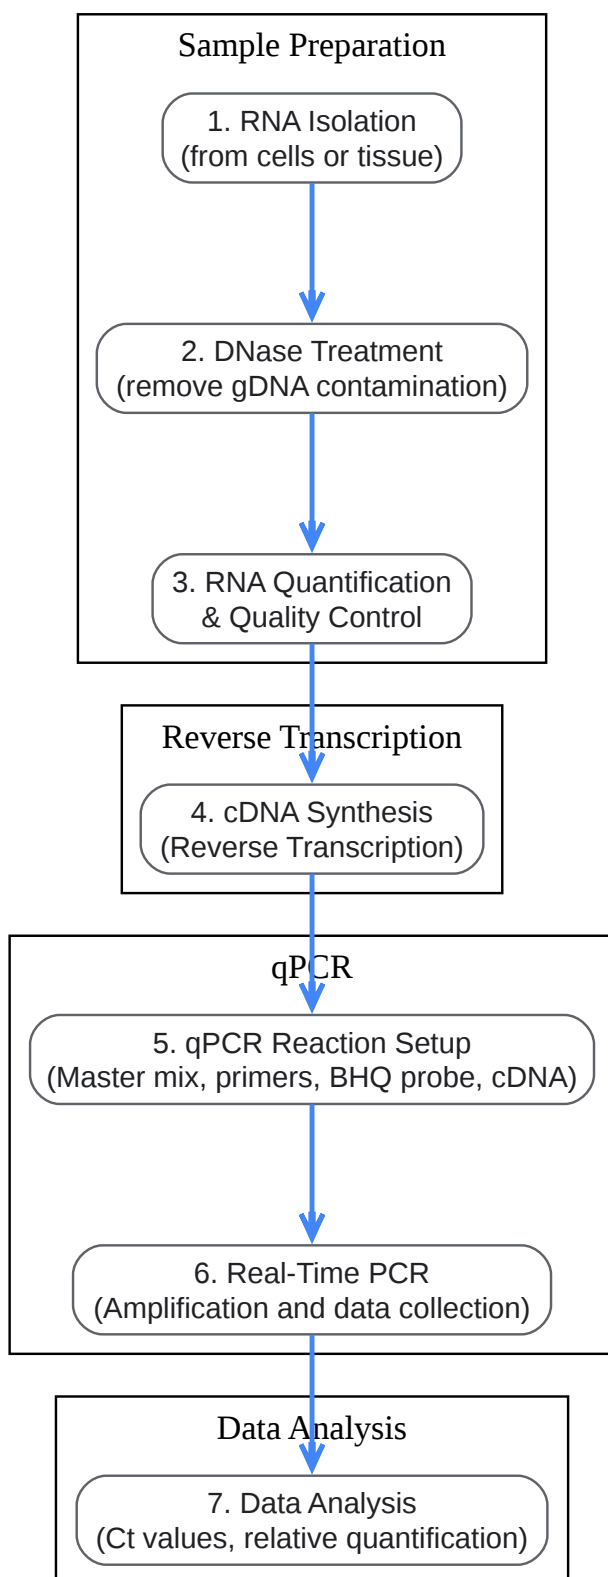 Sample Preparation
1. RNA Isolation
(from cells or tissue)
2. DNase Treatment
(remove gDNA contamination)
3. RNA Quantification
& Quality Control
Reverse Transcription
4. cDNA Synthesis
(Reverse Transcription)
qPCR
5. qPCR Reaction Setup
(Master mix, primers, BHQ probe, cDNA)
6. Real-Time PCR
(Amplification and data collection)
Data Analysis
7. Data Analysis
(Ct values, relative quantification)